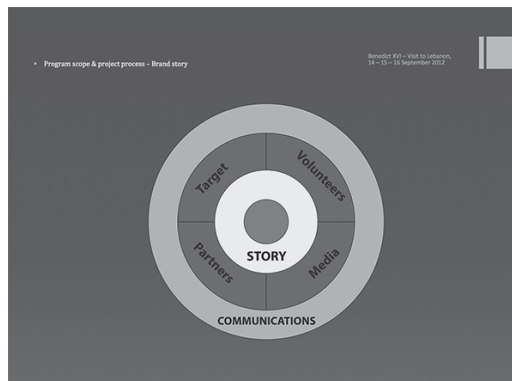 • Program scope & project process – Brand story
Benedict XVI – Visit to Lebanon,
14 – 15 – 16 September 2012
Target
Volunteers
Partners
Media
STORY
COMMUNICATIONS